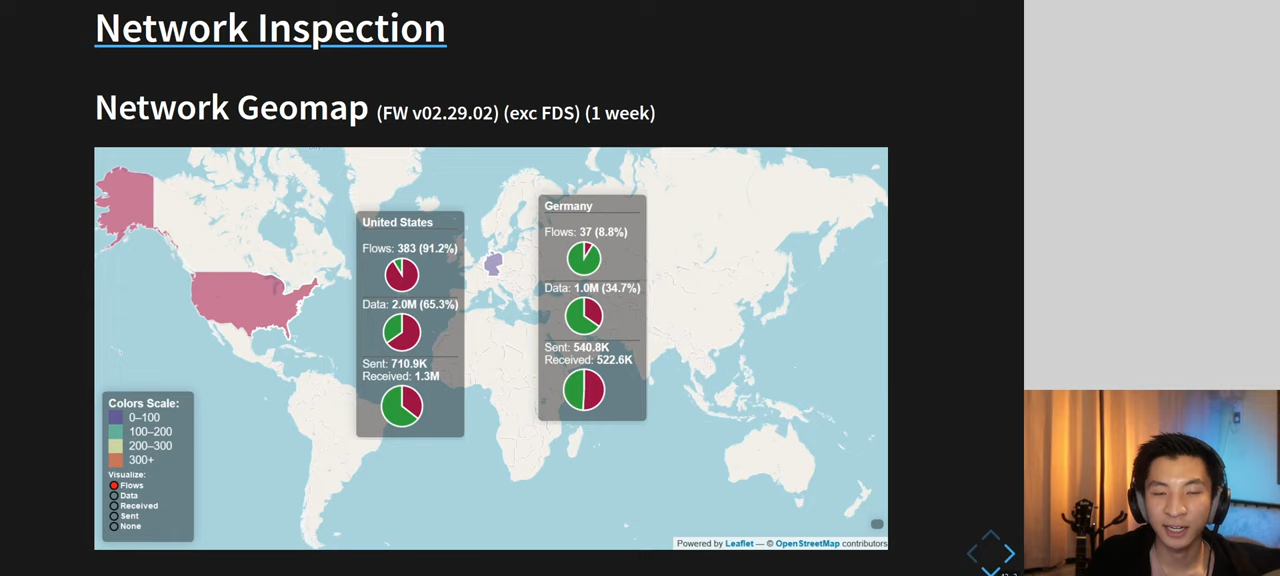 Network Inspection
Network Geomap (FW v02.29.02) (exc FDS) (1 week)
United States
Flows: 383 (91.2%)
Data: 2.0M (65.3%)
Sent: 710.9K
Received: 1.3M
Germany
Flows: 37 (8.8%)
Data: 1.0M (34.7%)
Sent: 540.8K
Received: 522.6K
Colors Scale:
0–100
100–200
200–300
300+
Visualize:
Flows
Data
Received
Sent
None
Powered by Leaflet — © OpenStreetMap contributors